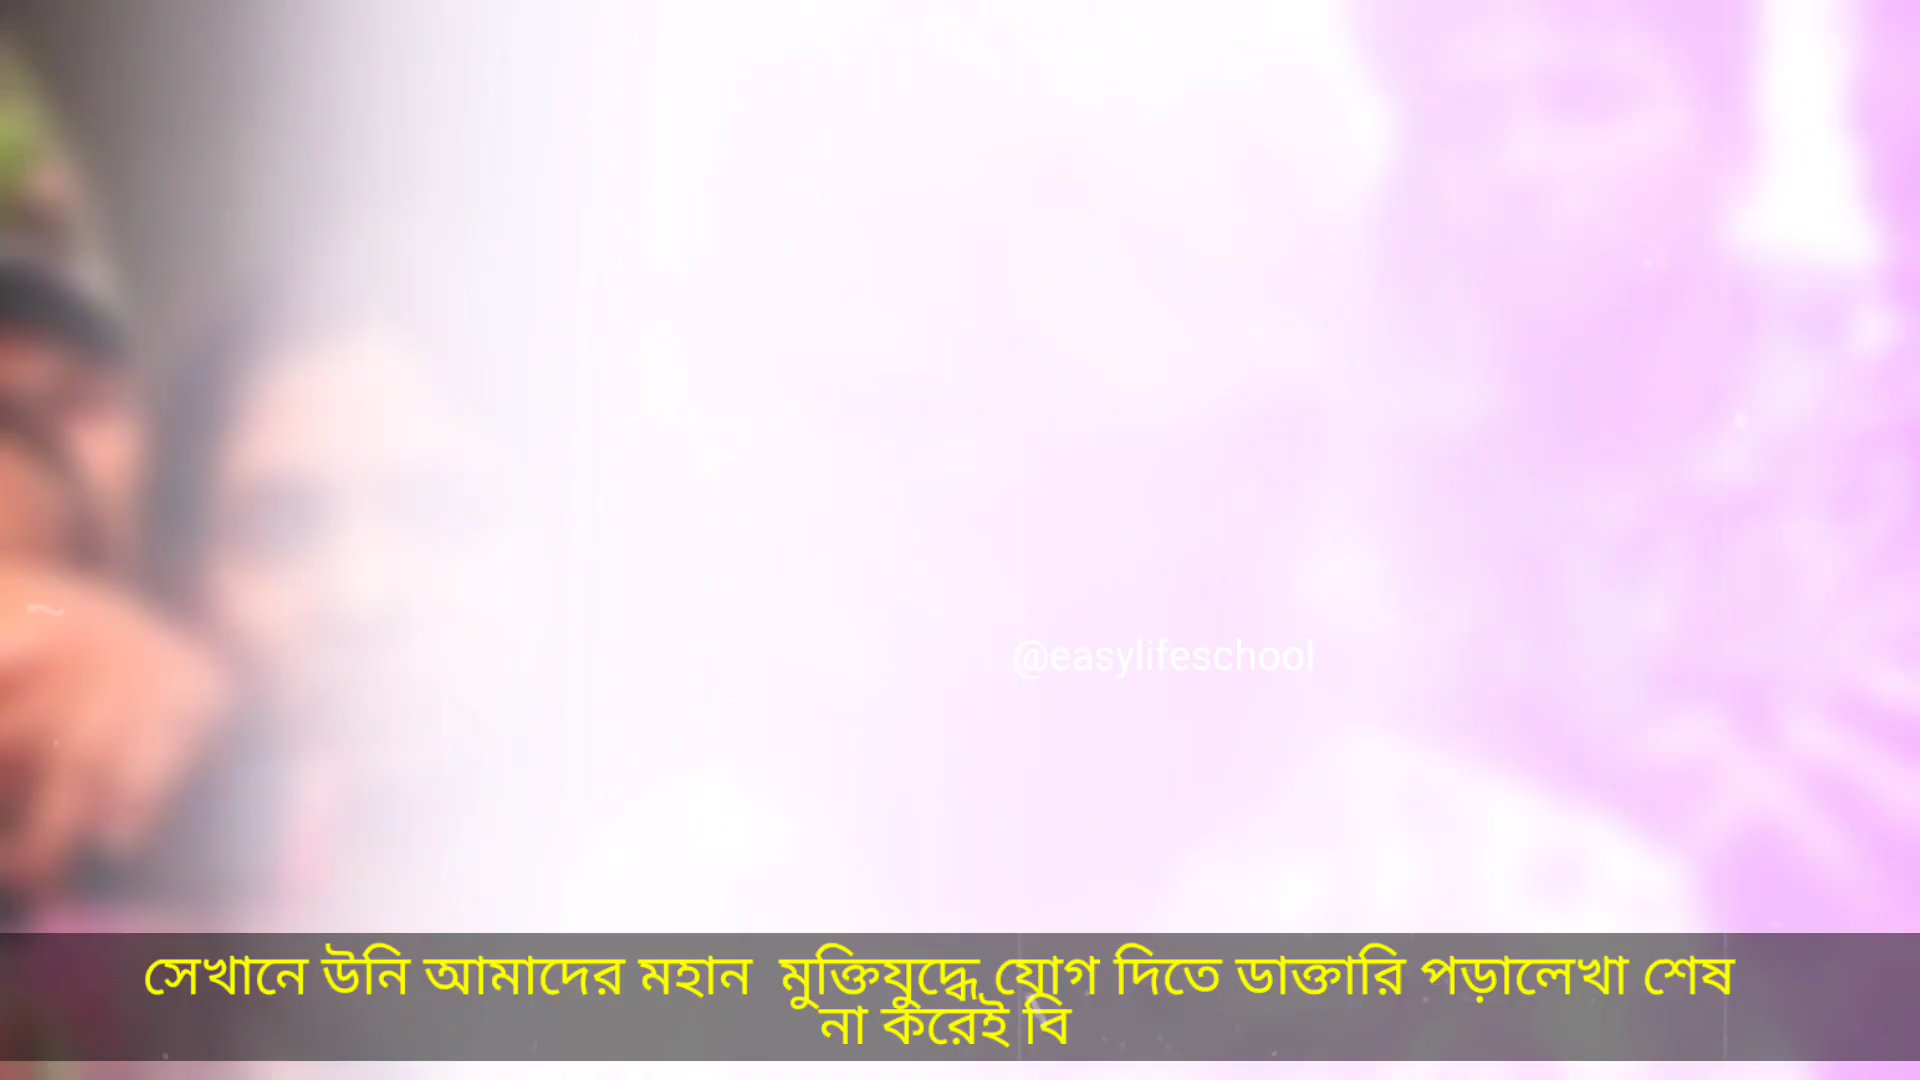 @easylifeschool
সেখানে উনি আমাদের মহান মুক্তিযুদ্ধে যোগ দিতে ডাক্তারি পড়ালেখা শেষ
না করেই বি